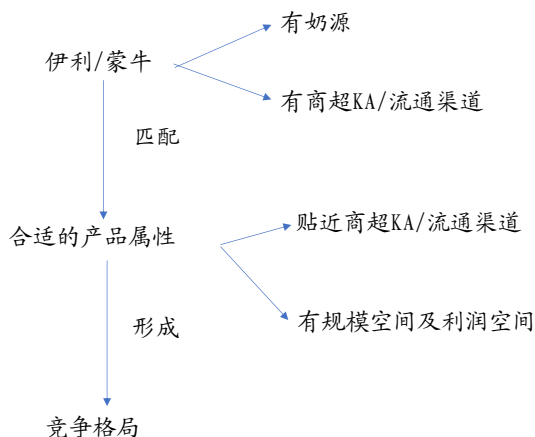 有奶源
伊利/蒙牛
有商超KA/流通渠道
匹配
贴近商超KA/流通渠道
合适的产品属性
有规模空间及利润空间
形成
竞争格局